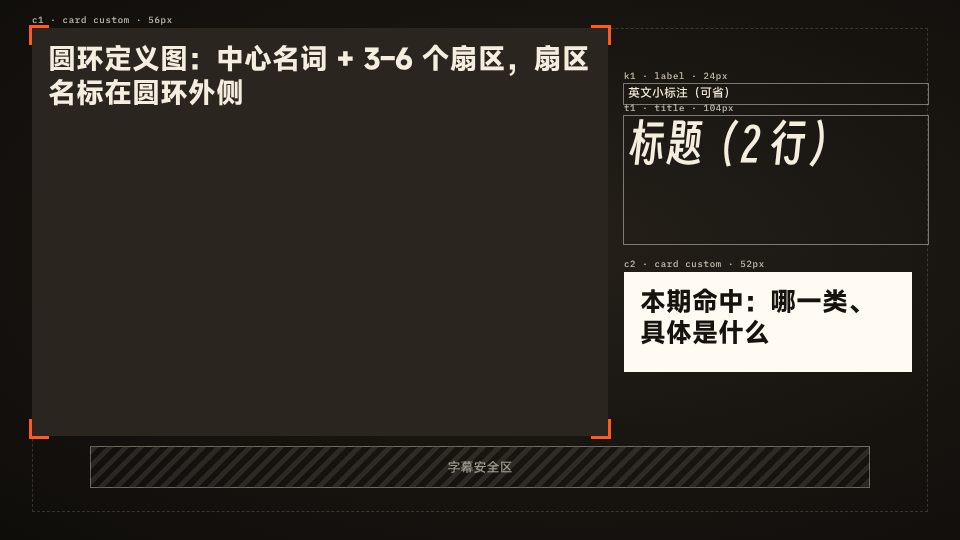 c1 · card custom · 56px
圆环定义图：中心名词 + 3–6 个扇区，扇区
名标在圆环外侧
k1 · label · 24px
英文小标注（可省）
t1 · title · 104px
标题（2 行）
c2 · card custom · 52px
本期命中：哪一类、
具体是什么
字幕安全区